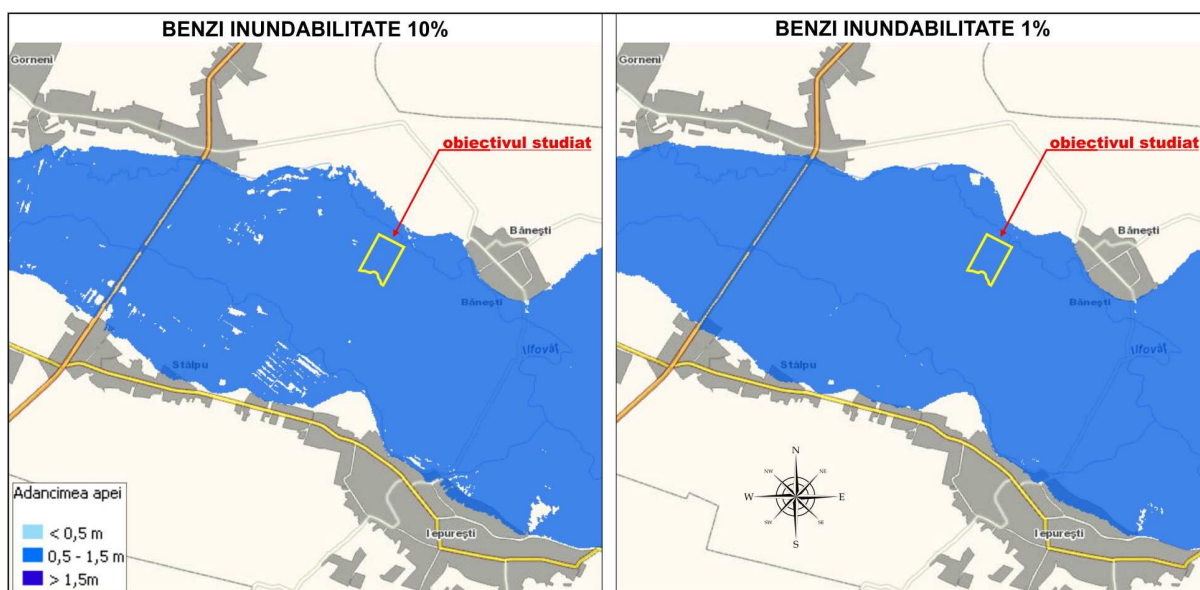 BENZI INUNDABILITATE 10%
Gorneni
obiectivul studiat
Bănești
Bănești
Ilfovăț
Stâlpu
Iepurești
Adancimea apei
< 0,5 m
0,5 - 1,5 m
> 1,5m
BENZI INUNDABILITATE 1%
Gorneni
obiectivul studiat
Bănești
Bănești
Ilfovăț
Stâlpu
N
NW
NE
W
E
SW
SE
S
Iepurești